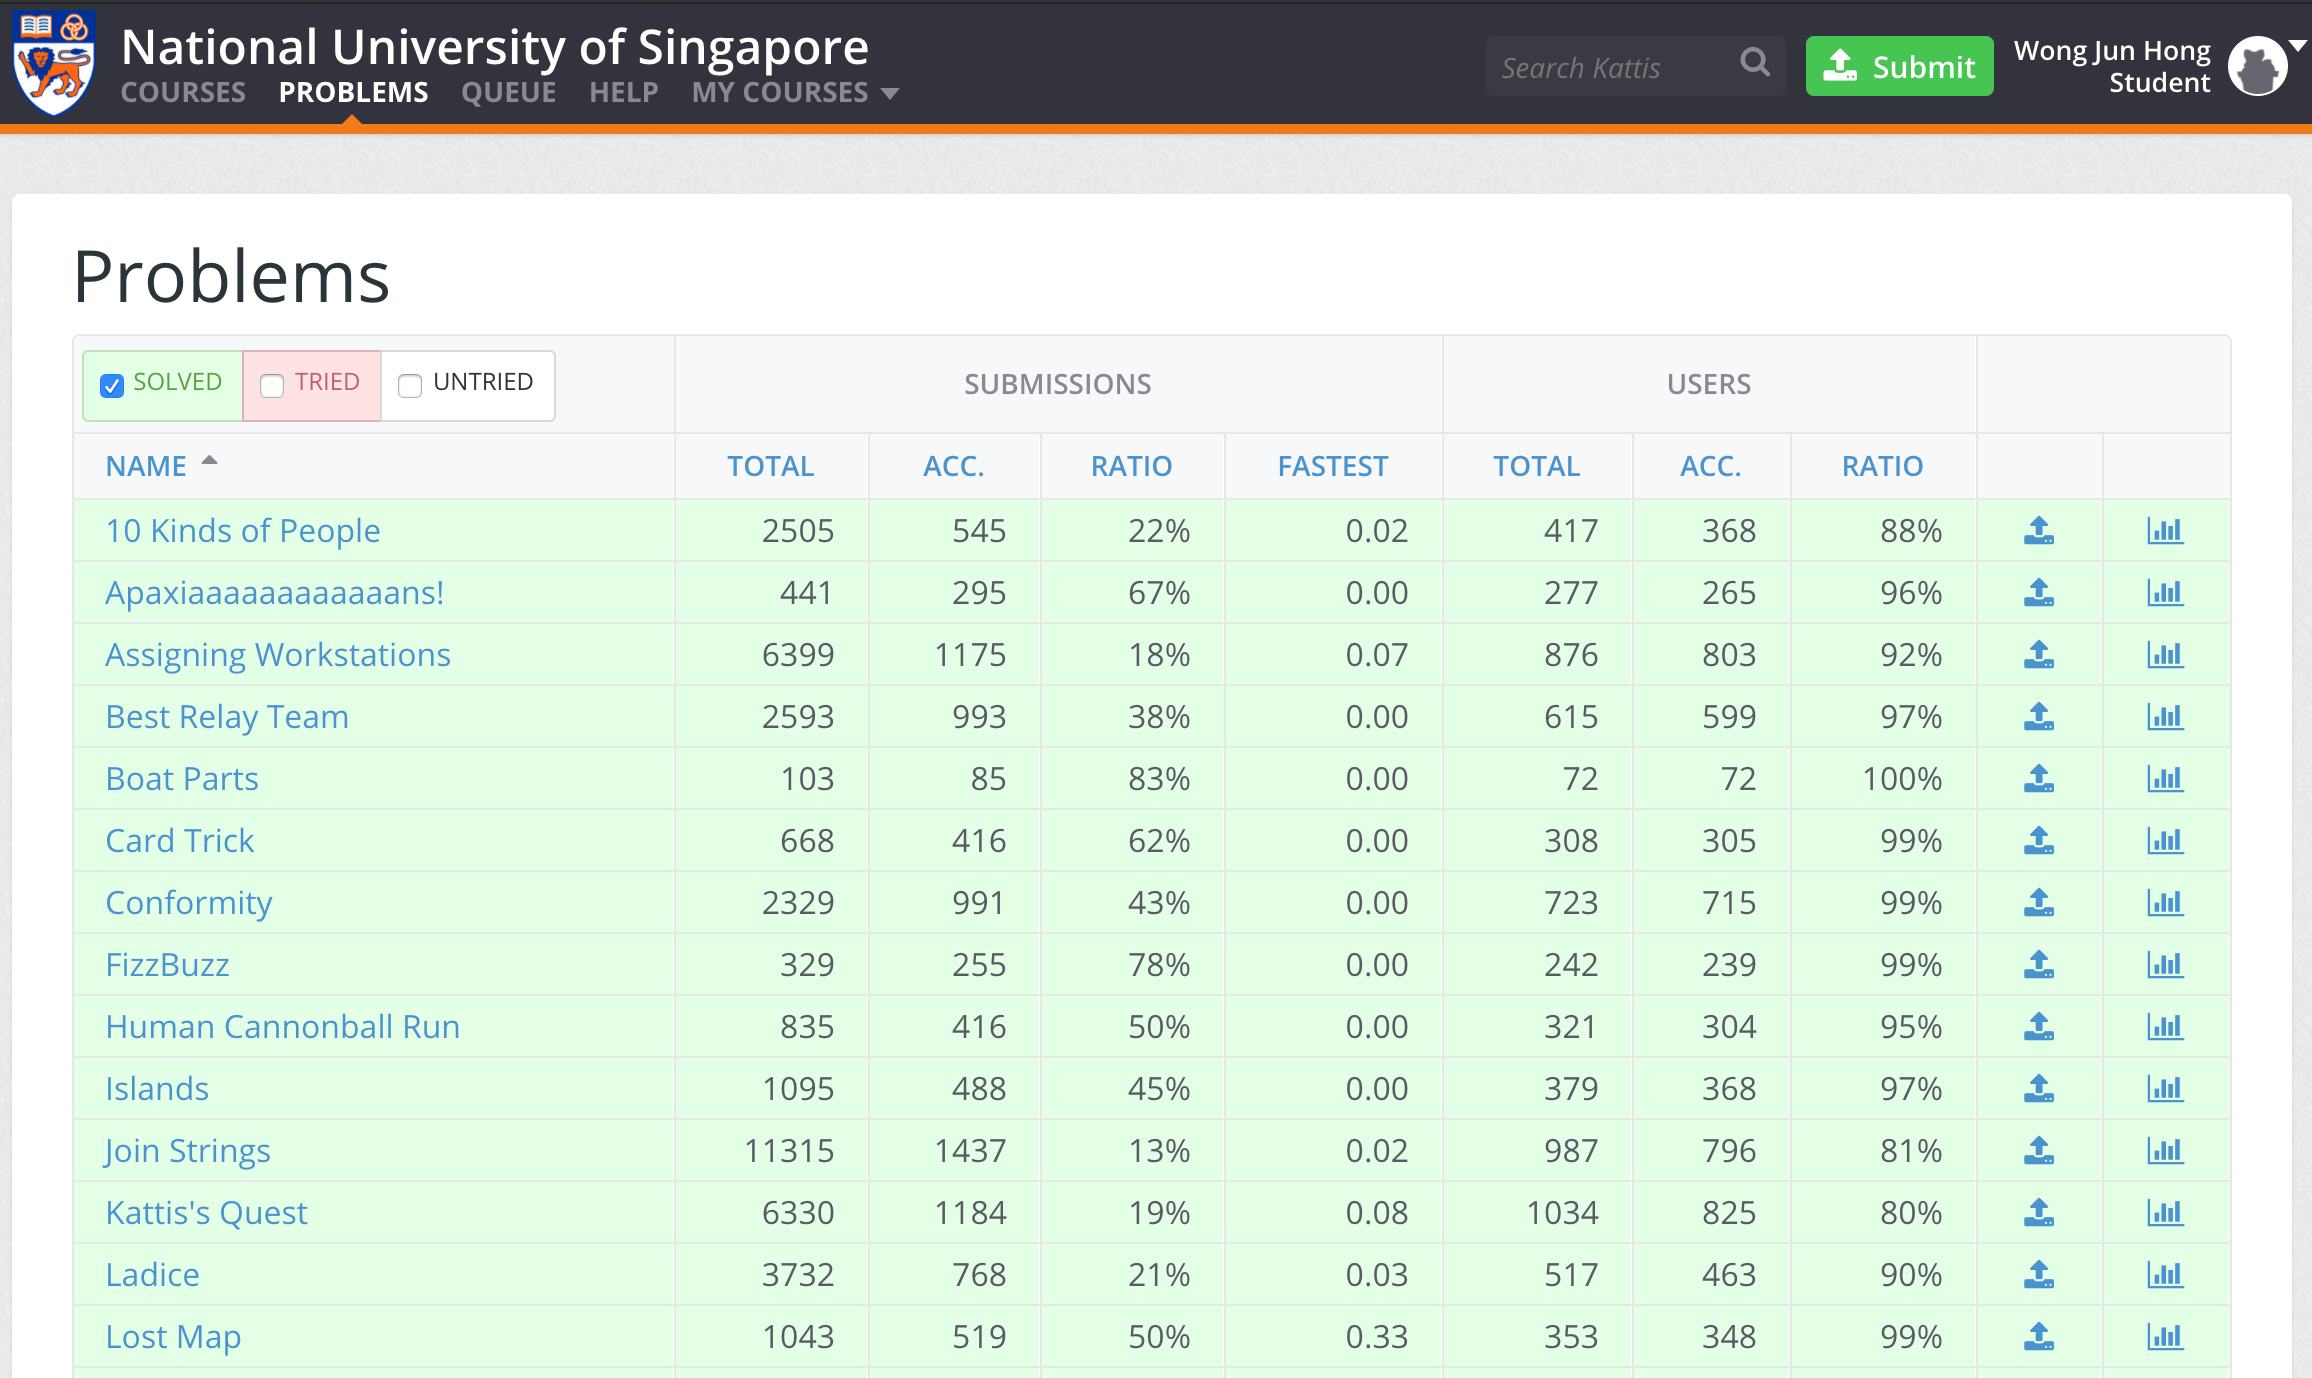 National University of Singapore
COURSES PROBLEMS QUEUE HELP MY COURSES
Search Kattis
Submit
Wong Jun Hong
Student
Problems
SOLVED TRIED UNTRIED SUBMISSIONS USERS
NAME TOTAL ACC. RATIO FASTEST TOTAL ACC. RATIO
10 Kinds of People 2505 545 22% 0.02 417 368 88%
Apaxiaaaaaaaaaaaans! 441 295 67% 0.00 277 265 96%
Assigning Workstations 6399 1175 18% 0.07 876 803 92%
Best Relay Team 2593 993 38% 0.00 615 599 97%
Boat Parts 103 85 83% 0.00 72 72 100%
Card Trick 668 416 62% 0.00 308 305 99%
Conformity 2329 991 43% 0.00 723 715 99%
FizzBuzz 329 255 78% 0.00 242 239 99%
Human Cannonball Run 835 416 50% 0.00 321 304 95%
Islands 1095 488 45% 0.00 379 368 97%
Join Strings 11315 1437 13% 0.02 987 796 81%
Kattis's Quest 6330 1184 19% 0.08 1034 825 80%
Ladice 3732 768 21% 0.03 517 463 90%
Lost Map 1043 519 50% 0.33 353 348 99%